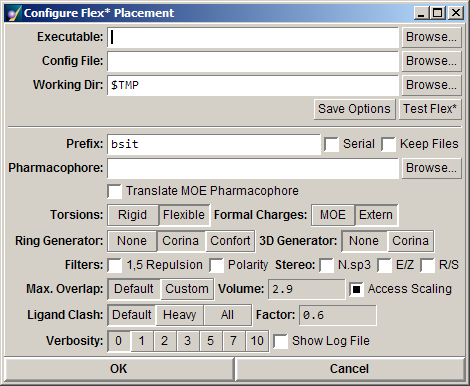 Configure Flex* Placement
Executable: Browse...
Config File: Browse...
Working Dir: $TMP Browse...
Save Options Test Flex*
Prefix: bsit Serial Keep Files
Pharmacophore: Browse...
Translate MOE Pharmacophore
Torsions: Rigid Flexible Formal Charges: MOE Extern
Ring Generator: None Corina Confort 3D Generator: None Corina
Filters: 1,5 Repulsion Polarity Stereo: N.sp3 E/Z R/S
Max. Overlap: Default Custom Volume: 2.9 Access Scaling
Ligand Clash: Default Heavy All Factor: 0.6
Verbosity: 0 1 2 3 5 7 10 Show Log File
OK Cancel